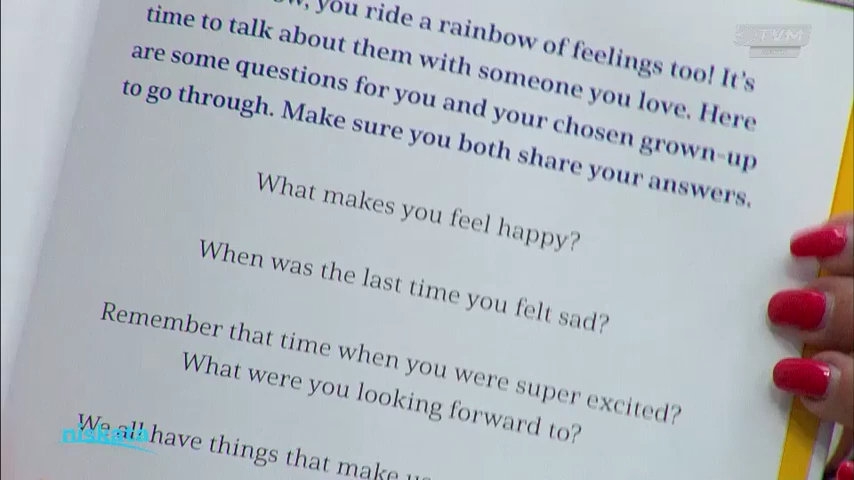 you ride a rainbow of feelings too! It's
time to talk about them with someone you love. Here
are some questions for you and your chosen grown-up
to go through. Make sure you both share your answers.
What makes you feel happy?
When was the last time you felt sad?
Remember that time when you were super excited?
What were you looking forward to?
We all have things that make
TVM
niskata